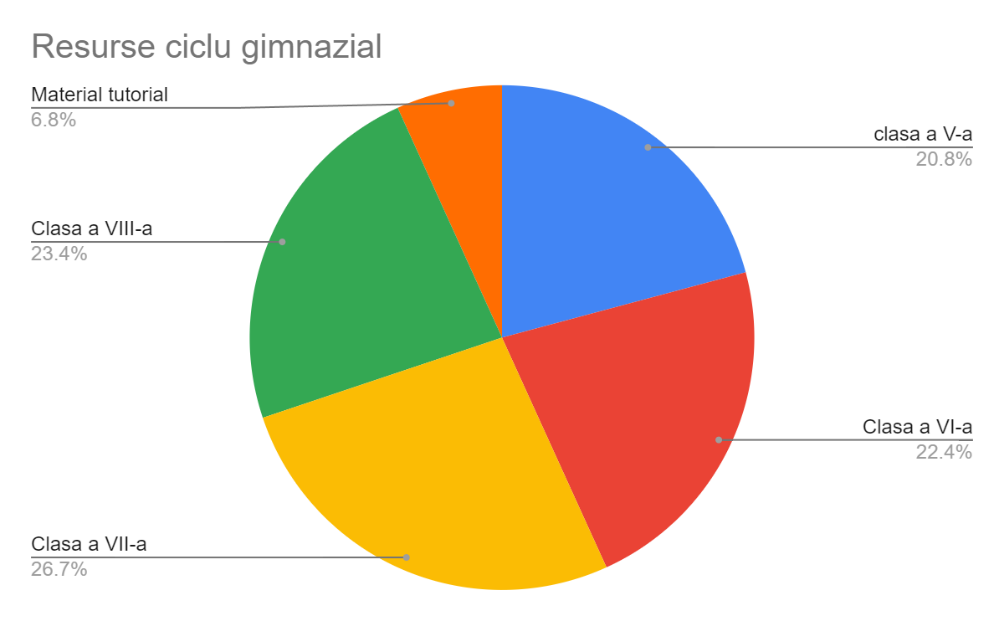 Resurse ciclu gimnazial
Material tutorial
6.8%
clasa a V-a
20.8%
Clasa a VIII-a
23.4%
Clasa a VI-a
22.4%
Clasa a VII-a
26.7%